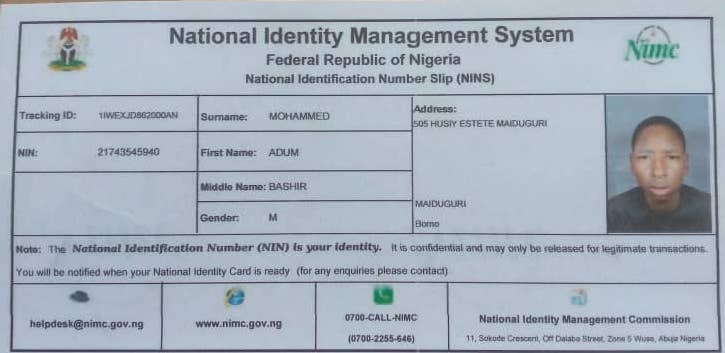 National Identity Management System
Federal Republic of Nigeria
National Identification Number Slip (NINS)
Nimc
Tracking ID: 1IWEXJD862000AN
Surname: MOHAMMED
Address:
505 HUSIY ESTETE MAIDUGURI
NIN: 21743545940
First Name: ADUM
Middle Name: BASHIR
MAIDUGURI
Gender: M
Borno
Note: The National Identification Number (NIN) is your identity. It is confidential and may only be released for legitimate transactions.
You will be notified when your National Identity Card is ready (for any enquiries please contact)
helpdesk@nimc.gov.ng
www.nimc.gov.ng
0700-CALL-NIMC
(0700-2255-646)
National Identity Management Commission
11, Sokode Crescent, Off Dalaba Street, Zone 5 Wuse, Abuja Nigeria